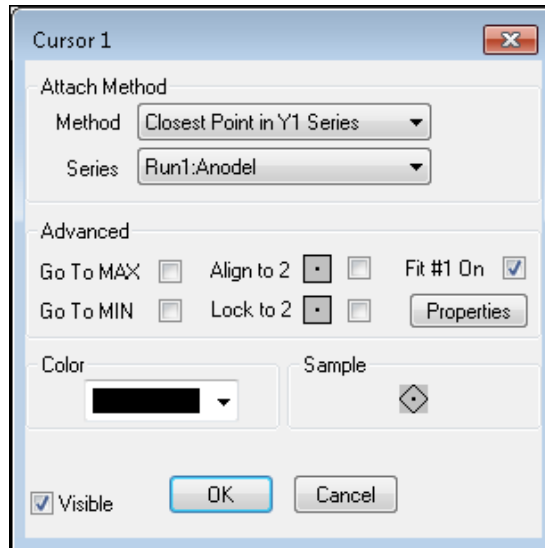 Cursor 1
Attach Method
Method Closest Point in Y1 Series
Series Run1:Anodel
Advanced
Go To MAX Align to 2 Fit #1 On
Go To MIN Lock to 2 Properties
Color Sample
Visible OK Cancel